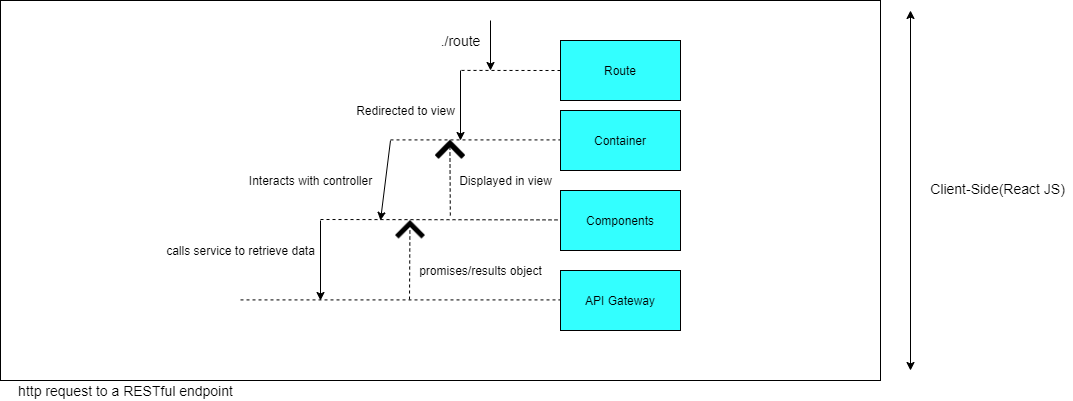 ./route
Route
Redirected to view
Container
Interacts with controller
Displayed in view
Client-Side(React JS)
Components
calls service to retrieve data
promises/results object
API Gateway
http request to a RESTful endpoint